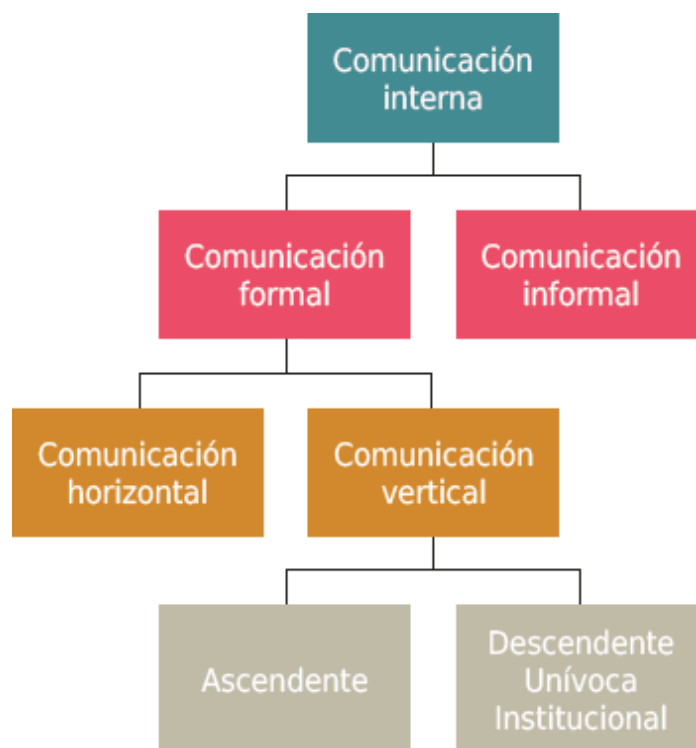 Comunicación
interna
Comunicación
formal
Comunicación
informal
Comunicación
horizontal
Comunicación
vertical
Ascendente
Descendente
Unívoca
Institucional